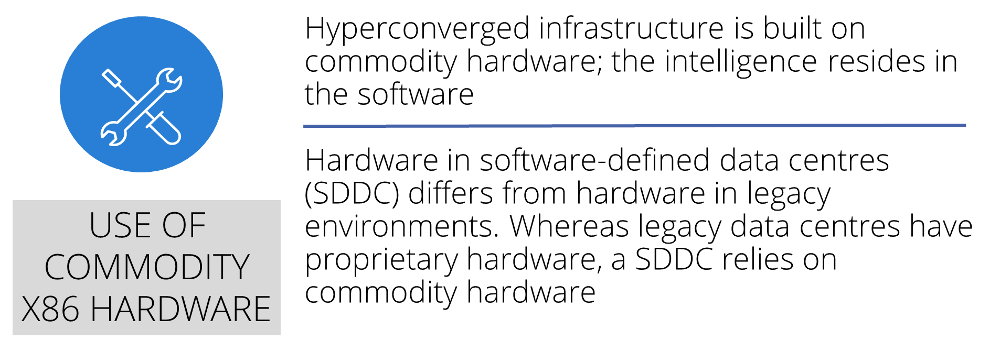 USE OF
COMMODITY
X86 HARDWARE
Hyperconverged infrastructure is built on
commodity hardware; the intelligence resides in
the software
Hardware in software-defined data centres
(SDDC) differs from hardware in legacy
environments. Whereas legacy data centres have
proprietary hardware, a SDDC relies on
commodity hardware